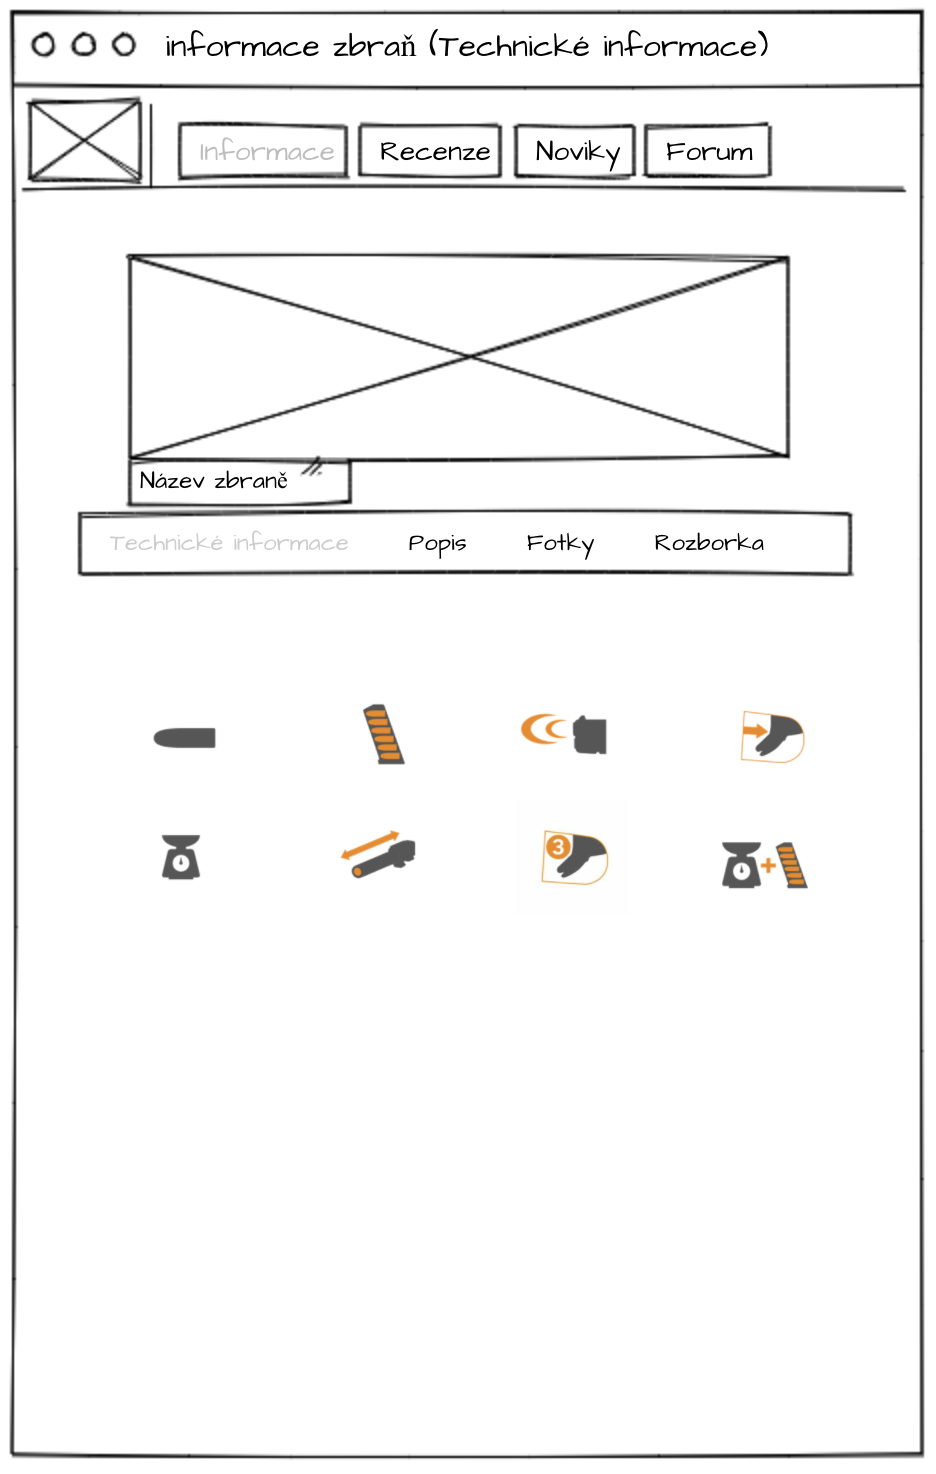 informace zbraň (Technické informace)
Informace Recenze Noviky Forum
Název zbraně
Technické informace Popis Fotky Rozborka
3
+